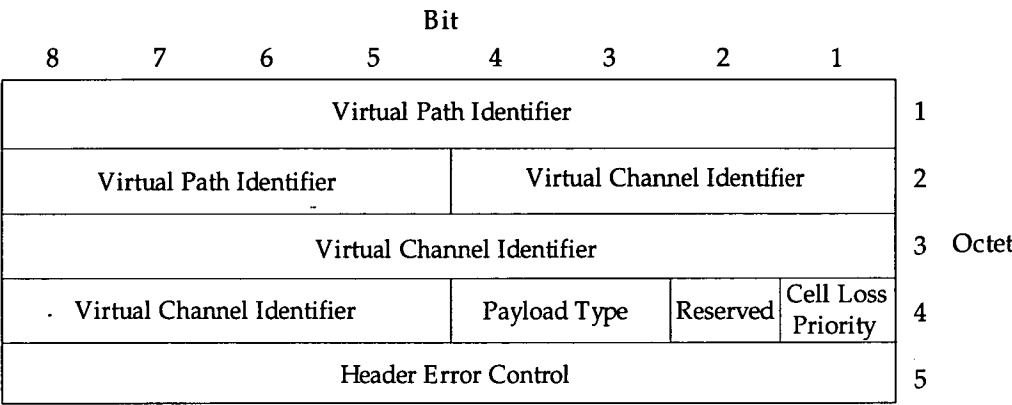 Bit
8 7 6 5 4 3 2 1
Virtual Path Identifier 1
Virtual Path Identifier Virtual Channel Identifier 2
Virtual Channel Identifier 3 Octet
Virtual Channel Identifier Payload Type Reserved Cell Loss Priority 4
Header Error Control 5